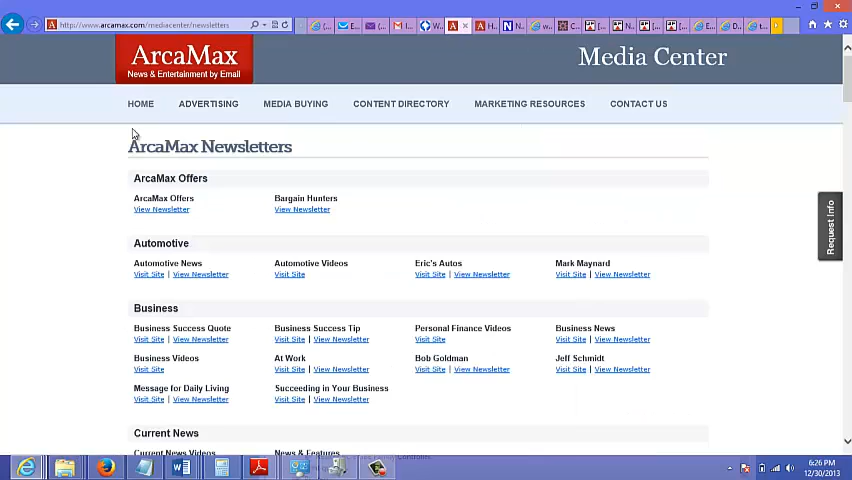 http://www.arcamax.com/mediacenter/newsletters
ArcaMax
News & Entertainment by Email
Media Center
HOME ADVERTISING MEDIA BUYING CONTENT DIRECTORY MARKETING RESOURCES CONTACT US
ArcaMax Newsletters
ArcaMax Offers
ArcaMax Offers Bargain Hunters
View Newsletter View Newsletter
Automotive
Automotive News Automotive Videos Eric's Autos Mark Maynard
Visit Site | View Newsletter Visit Site Visit Site | View Newsletter Visit Site | View Newsletter
Business
Business Success Quote Business Success Tip Personal Finance Videos Business News
Visit Site | View Newsletter Visit Site | View Newsletter Visit Site Visit Site | View Newsletter
Business Videos At Work Bob Goldman Jeff Schmidt
Visit Site Visit Site | View Newsletter Visit Site | View Newsletter Visit Site | View Newsletter
Message for Daily Living Succeeding in Your Business
Visit Site | View Newsletter Visit Site | View Newsletter
Current News
Current News Videos News & Features
Request Info
6:26 PM
12/30/2013